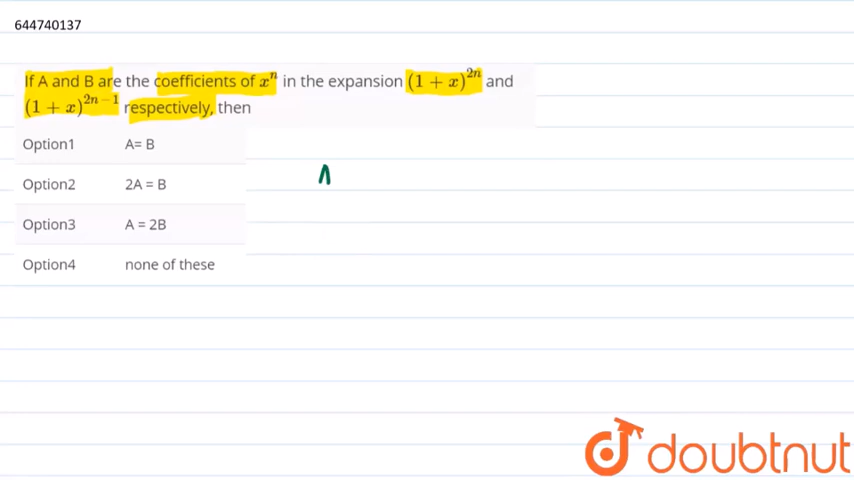 644740137
If A and B are the coefficients of xⁿ in the expansion (1 + x)²ⁿ and
(1 + x)²ⁿ⁻¹ respectively, then
Option1 A= B
Option2 2A = B
Option3 A = 2B
Option4 none of these
doubtnut